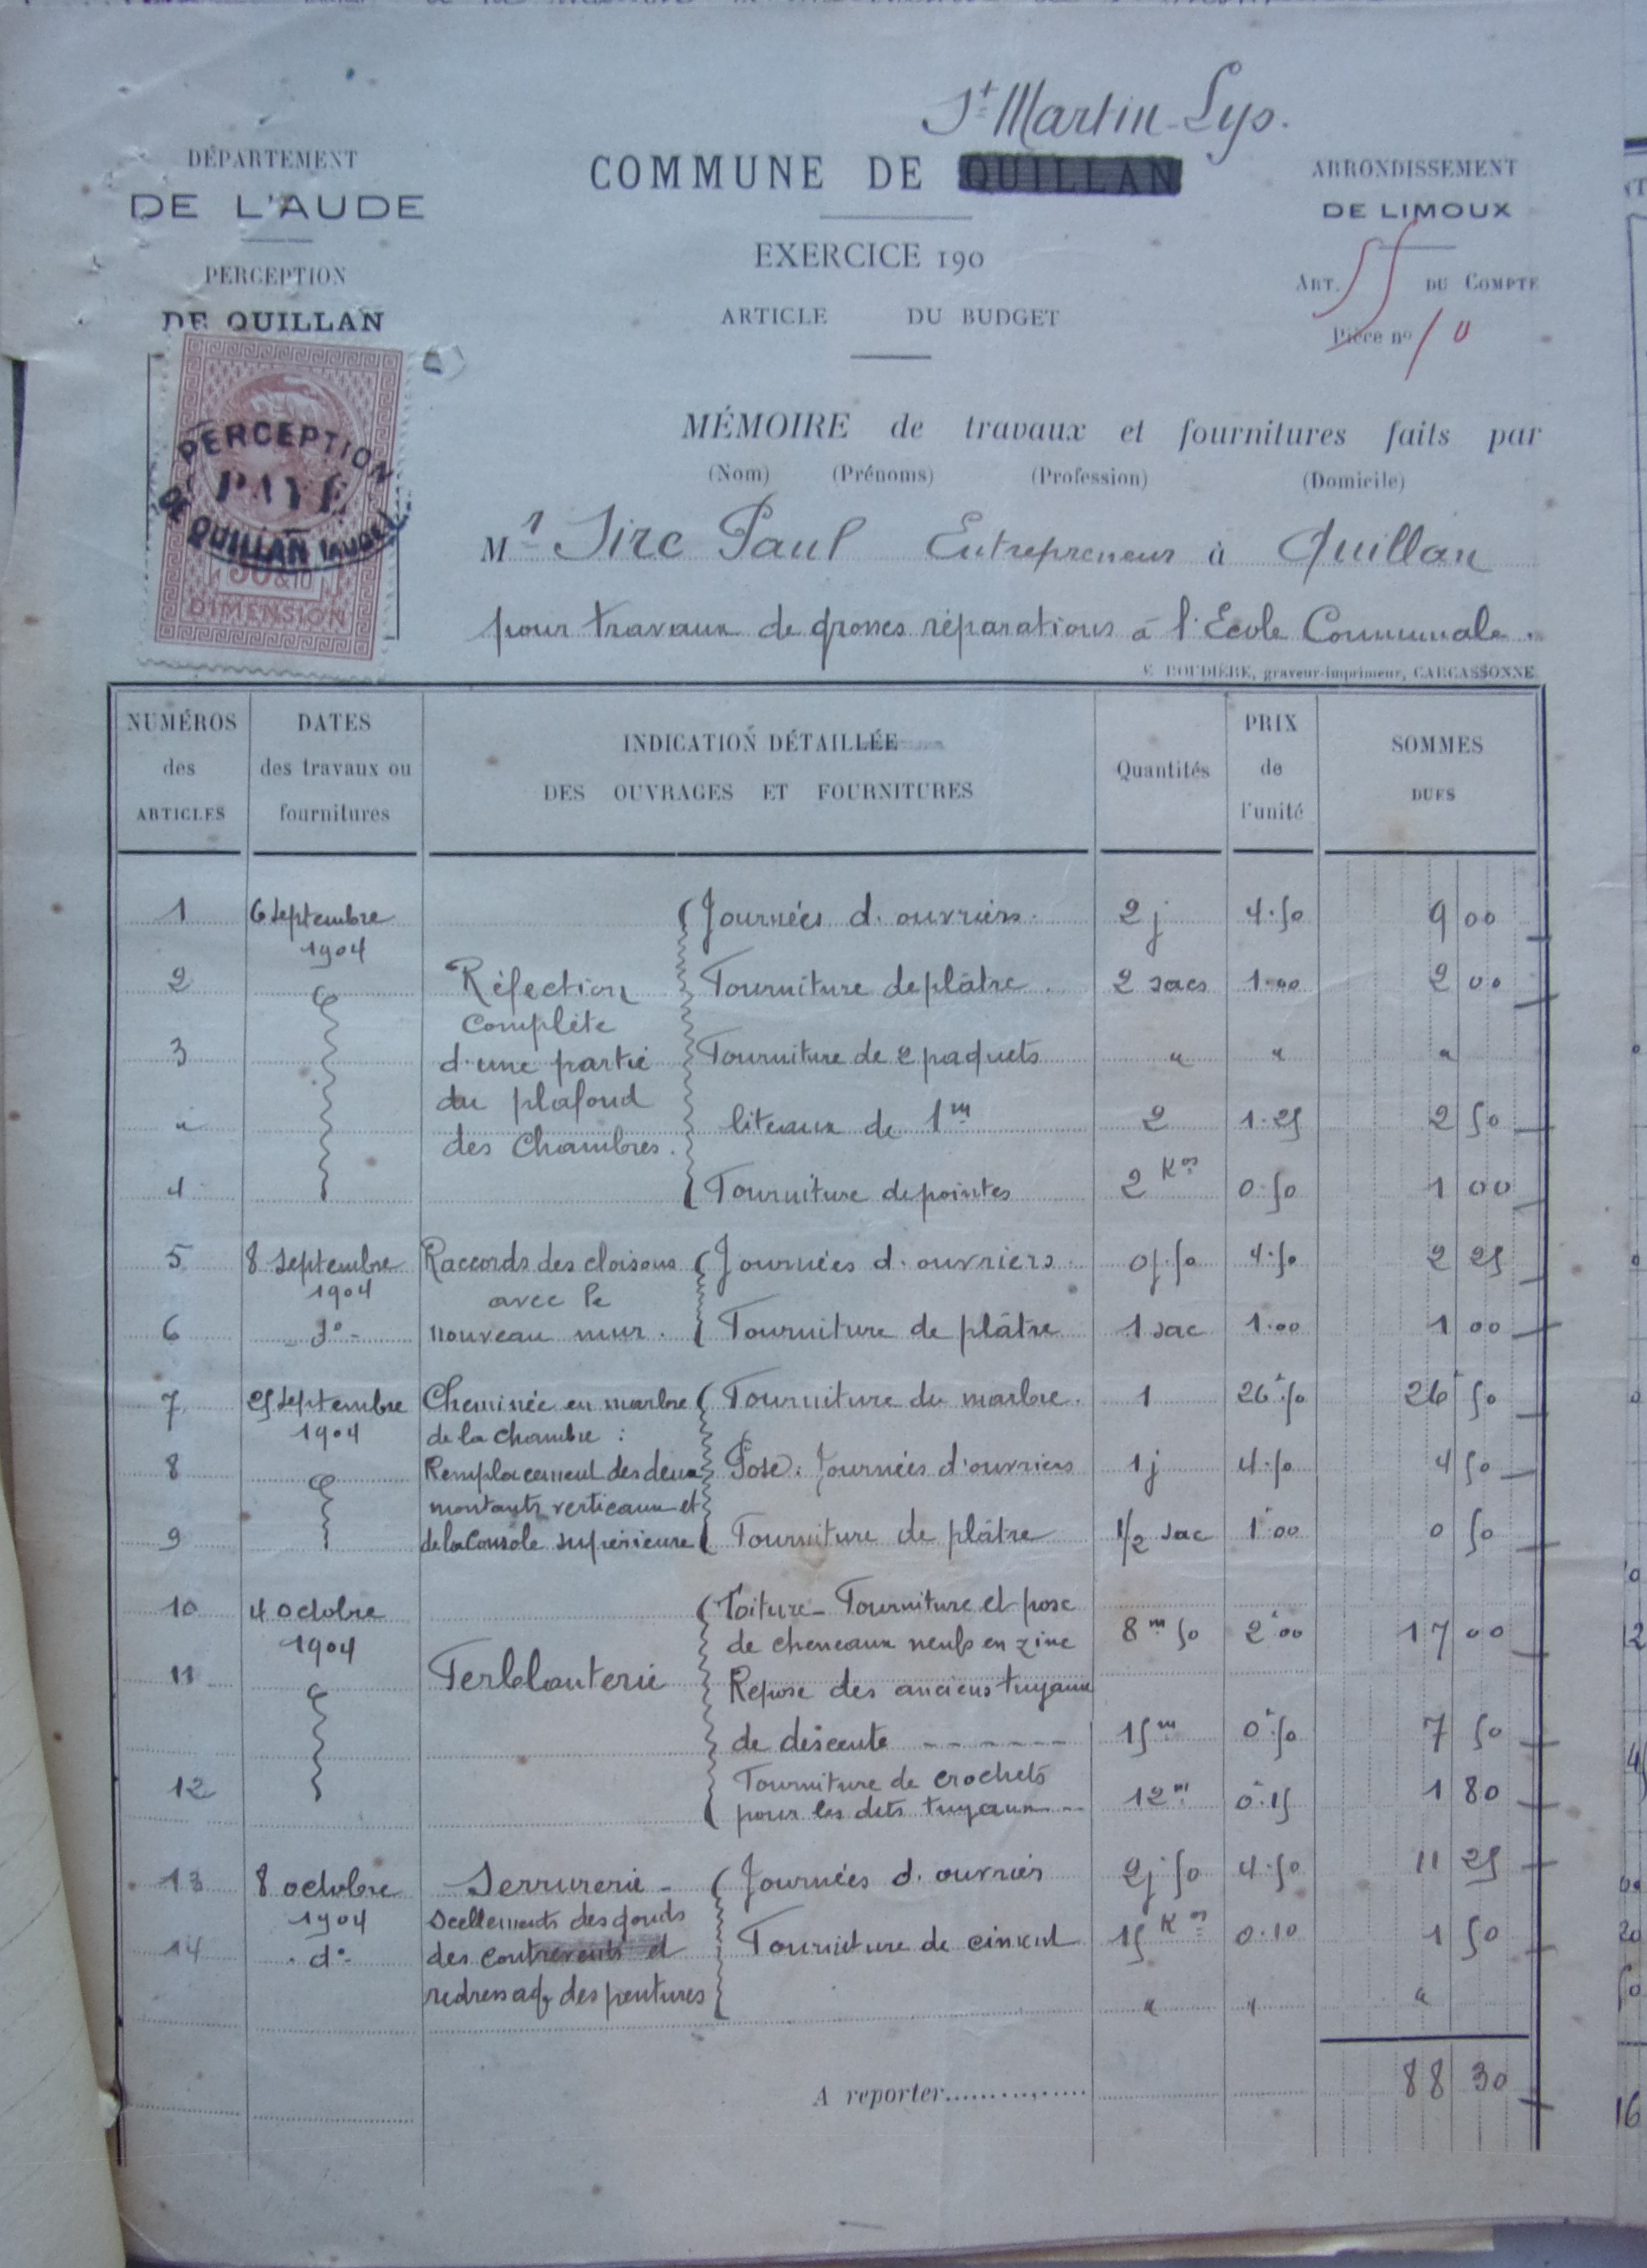 St Martin-Lys.
DÉPARTEMENT
DE L'AUDE
PERCEPTION
DE QUILLAN
COMMUNE DE QUILLAN
EXERCICE 190
ARTICLE DU BUDGET
ARRONDISSEMENT
DE LIMOUX
ART. DU COMPTE
Pièce no 10
PERCEPTION
PAYÉ
DE QUILLAN (AUDE)
DIMENSION
MÉMOIRE de travaux et fournitures faits par
(Nom) (Prénoms) (Profession) (Domicile)
Mr Sire Paul Entrepreneur à Quillan
pour travaux de grosses réparations à l'Ecole Communale.
ROUDIÈRE, graveur-imprimeur, CARCASSONNE
NUMÉROS des ARTICLES
DATES des travaux ou fournitures
INDICATION DÉTAILLÉE
DES OUVRAGES ET FOURNITURES
Quantités
PRIX de l'unité
SOMMES DUES
1 6 septembre Journées d'ouvriers 2 j 4.50 9 00
1904
2 Réfection Fourniture de plâtre. 2 sacs 1.00 2 00
complète
3 d'une partie Fourniture de 2 paquets " " "
du plafond
" des chambres. liteaux de 1m 2 1.25 2 50
4 Fourniture de pointes 2 Kos 0.50 1 00
5 8 septembre Raccords des cloisons Journées d'ouvriers 0j.50 4.50 2 25
1904 avec le
6 do nouveau mur. Fourniture de plâtre 1 sac 1.00 1 00
7 25 septembre Cheminée en marbre Fourniture du marbre. 1 26.50 26 50
1904 de la chambre :
8 Remplacement des deux Pose. Journées d'ouvriers 1 j 4.50 4 50
montants verticaux et
9 de la console supérieure Fourniture de plâtre 1/2 sac 1.00 0 50
10 4 octobre Toiture - Fourniture et pose
1904 de cheneaux neufs en zinc 8m 50 2.00 17 00
11 Ferblanterie Repose des anciens tuyaux
de descente ------ 15m 0.50 7 50
12 Fourniture de crochets
pour les dits tuyaux -- 12m 0.15 1 80
13 8 octobre Serrurerie - Journées d'ouvriers 2j 50 4.50 11 25
1904 scellements des gonds
14 do des contrevents et Fourniture de ciment 15 Kos 0.10 1 50
redressage des pentures " " "
A reporter 88 30